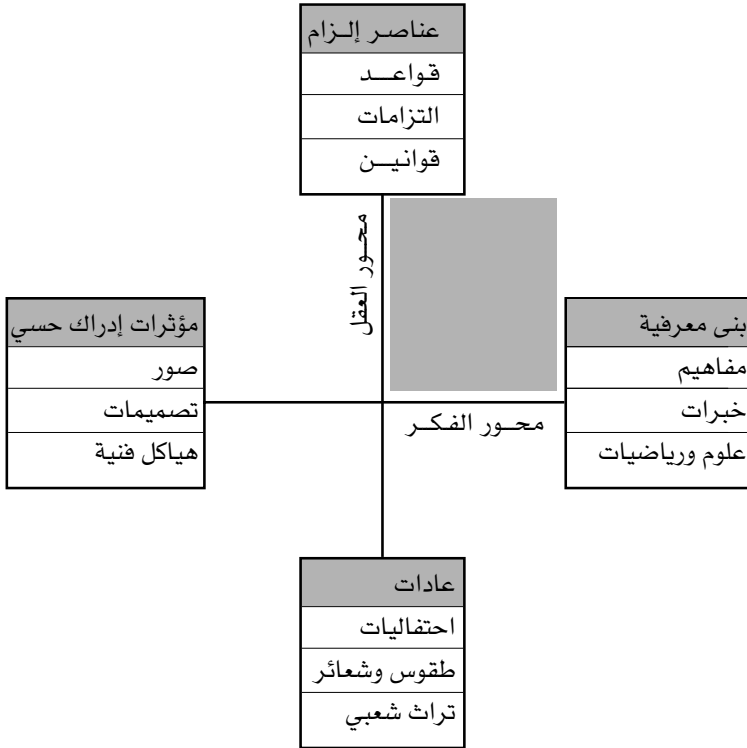 عناصر إلزام
قواعد
التزامات
قوانين
محور العقل
بنى معرفية
مفاهيم
خبرات
علوم ورياضيات
مؤثرات إدراك حسي
صور
تصميمات
هياكل فنية
محور الفكر
عادات
احتفاليات
طقوس وشعائر
تراث شعبي